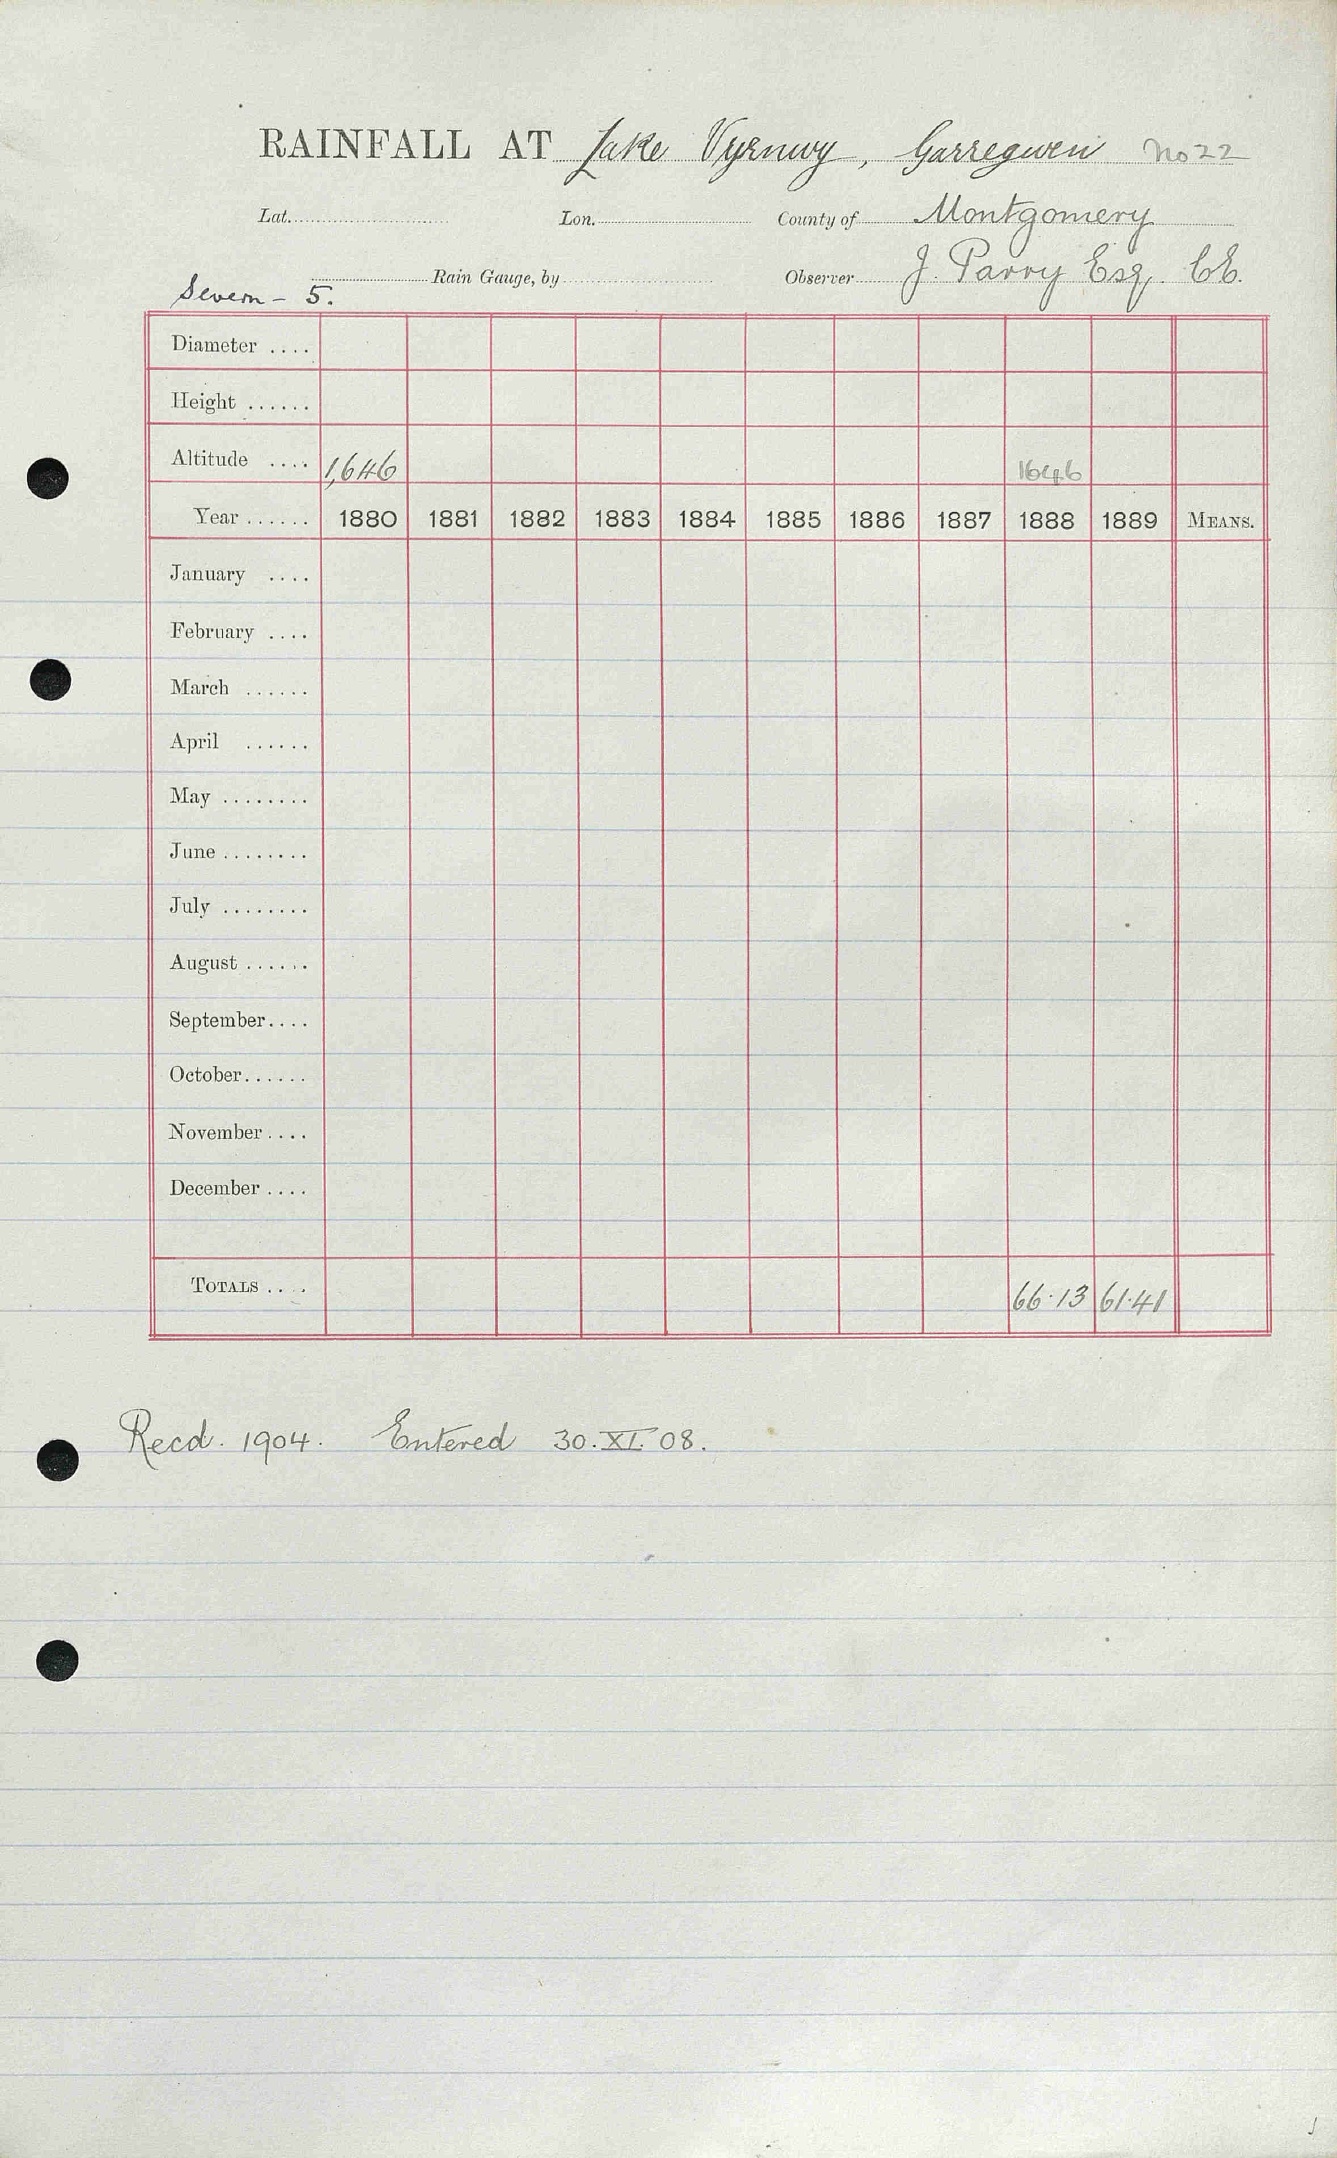 RAINFALL AT Lake Vyrnwy, Garregwen No 22
Lat. Lon. County of Montgomery
Rain Gauge, by Observer J. Parry Esq. C.E.
Severn - 5.
Diameter ....
Height ......
Altitude .... 1,646 1646
Year ...... 1880 1881 1882 1883 1884 1885 1886 1887 1888 1889 MEANS.
January ....
February ....
March ......
April ......
May ........
June ........
July ........
August ......
September....
October......
November ....
December ....
TOTALS .... 66.13 61.41
Recd. 1904. Entered 30.XI.08.